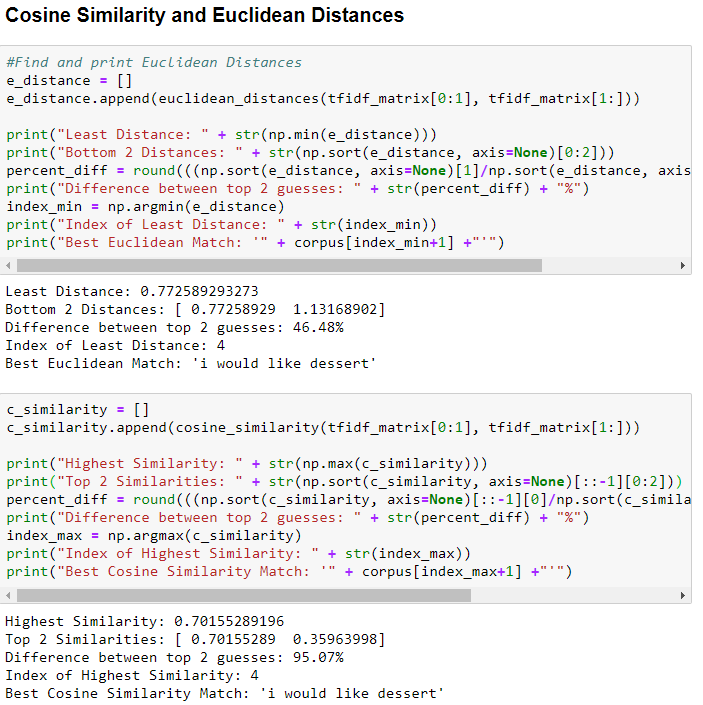 Cosine Similarity and Euclidean Distances
#Find and print Euclidean Distances
e_distance = []
e_distance.append(euclidean_distances(tfidf_matrix[0:1], tfidf_matrix[1:]))
print("Least Distance: " + str(np.min(e_distance)))
print("Bottom 2 Distances: " + str(np.sort(e_distance, axis=None)[0:2]))
percent_diff = round(((np.sort(e_distance, axis=None)[1]/np.sort(e_distance, axis
print("Difference between top 2 guesses: " + str(percent_diff) + "%")
index_min = np.argmin(e_distance)
print("Index of Least Distance: " + str(index_min))
print("Best Euclidean Match: '" + corpus[index_min+1] +"'")
Least Distance: 0.772589293273
Bottom 2 Distances: [ 0.77258929  1.13168902]
Difference between top 2 guesses: 46.48%
Index of Least Distance: 4
Best Euclidean Match: 'i would like dessert'
c_similarity = []
c_similarity.append(cosine_similarity(tfidf_matrix[0:1], tfidf_matrix[1:]))
print("Highest Similarity: " + str(np.max(c_similarity)))
print("Top 2 Similarities: " + str(np.sort(c_similarity, axis=None)[::-1][0:2]))
percent_diff = round(((np.sort(c_similarity, axis=None)[::-1][0]/np.sort(c_simila
print("Difference between top 2 guesses: " + str(percent_diff) + "%")
index_max = np.argmax(c_similarity)
print("Index of Highest Similarity: " + str(index_max))
print("Best Cosine Similarity Match: '" + corpus[index_max+1] +"'")
Highest Similarity: 0.70155289196
Top 2 Similarities: [ 0.70155289  0.35963998]
Difference between top 2 guesses: 95.07%
Index of Highest Similarity: 4
Best Cosine Similarity Match: 'i would like dessert'